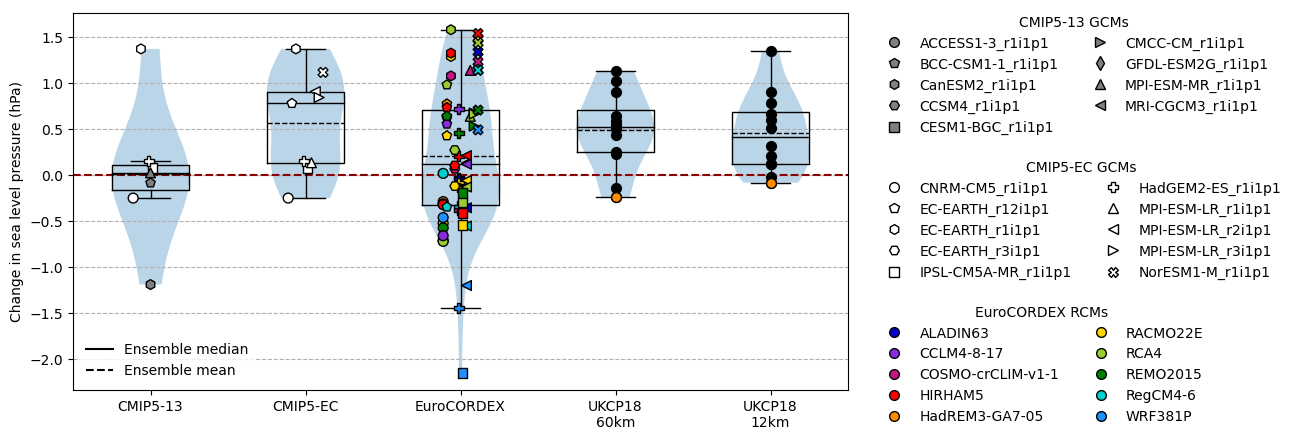 Change in sea level pressure (hPa)
1.5
1.0
0.5
0.0
−0.5
−1.0
−1.5
−2.0
Ensemble median
Ensemble mean
CMIP5-13
CMIP5-EC
EuroCORDEX
UKCP18
60km
UKCP18
12km
CMIP5-13 GCMs
ACCESS1-3_r1i1p1
BCC-CSM1-1_r1i1p1
CanESM2_r1i1p1
CCSM4_r1i1p1
CESM1-BGC_r1i1p1
CMCC-CM_r1i1p1
GFDL-ESM2G_r1i1p1
MPI-ESM-MR_r1i1p1
MRI-CGCM3_r1i1p1
CMIP5-EC GCMs
CNRM-CM5_r1i1p1
EC-EARTH_r12i1p1
EC-EARTH_r1i1p1
EC-EARTH_r3i1p1
IPSL-CM5A-MR_r1i1p1
HadGEM2-ES_r1i1p1
MPI-ESM-LR_r1i1p1
MPI-ESM-LR_r2i1p1
MPI-ESM-LR_r3i1p1
NorESM1-M_r1i1p1
EuroCORDEX RCMs
ALADIN63
CCLM4-8-17
COSMO-crCLIM-v1-1
HIRHAM5
HadREM3-GA7-05
RACMO22E
RCA4
REMO2015
RegCM4-6
WRF381P